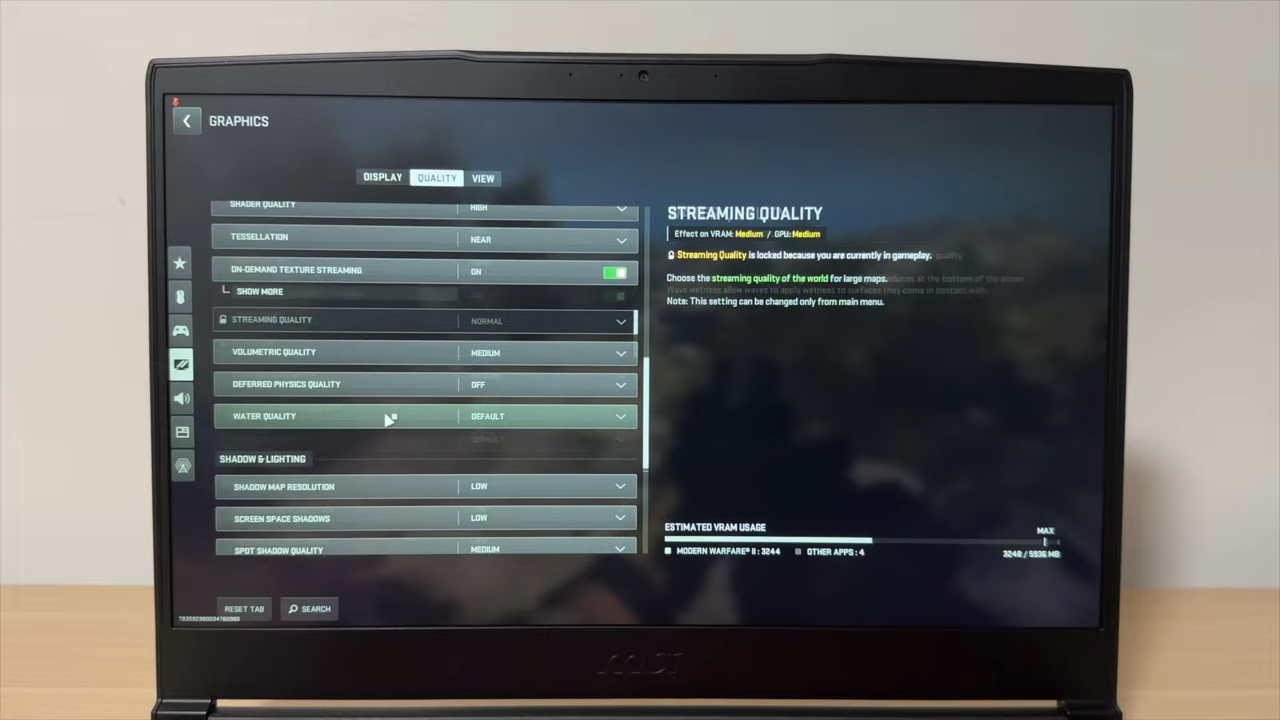 GRAPHICS
DISPLAY QUALITY VIEW
SHADER QUALITY HIGH
TESSELLATION NEAR
ON-DEMAND TEXTURE STREAMING ON
SHOW MORE
STREAMING QUALITY NORMAL
VOLUMETRIC QUALITY MEDIUM
DEFERRED PHYSICS QUALITY OFF
WATER QUALITY DEFAULT
SHADOW & LIGHTING
SHADOW MAP RESOLUTION LOW
SCREEN SPACE SHADOWS LOW
SPOT SHADOW QUALITY MEDIUM
RESET TAB SEARCH
STREAMING QUALITY
Effect on VRAM: Medium / GPU: Medium
Streaming Quality is locked because you are currently in gameplay.
Choose the streaming quality of the world for large maps.
Note: This setting can be changed only from main menu.
ESTIMATED VRAM USAGE MAX
MODERN WARFARE® II : 3244 OTHER APPS : 4 3248 / 5936 MB
msi